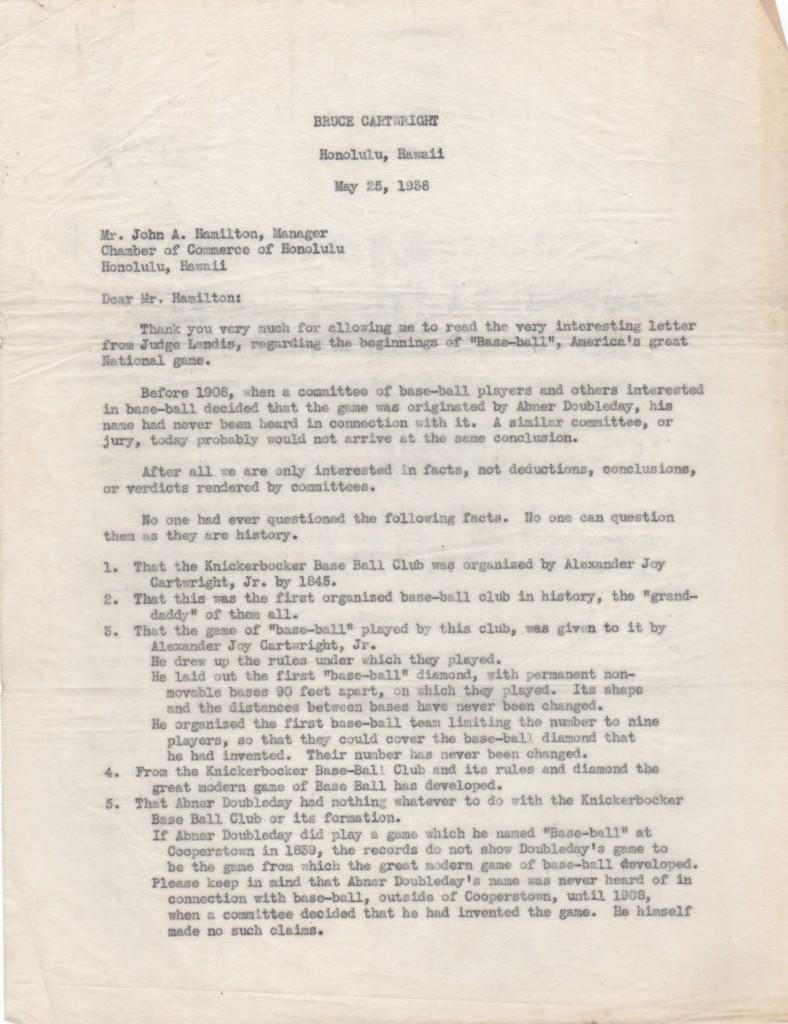 BRUCE CARTWRIGHT
Honolulu, Hawaii
May 25, 1938
Mr. John A. Hamilton, Manager
Chamber of Commerce of Honolulu
Honolulu, Hawaii
Dear Mr. Hamilton:
Thank you very much for allowing me to read the very interesting letter
from Judge Landis, regarding the beginnings of "Base-ball", America's great
National game.
Before 1908, when a committee of base-ball players and others interested
in base-ball decided that the game was originated by Abner Doubleday, his
name had never been heard in connection with it. A similar committee, or
jury, today probably would not arrive at the same conclusion.
After all we are only interested in facts, not deductions, conclusions,
or verdicts rendered by committees.
No one had ever questioned the following facts. No one can question
them as they are history.
1. That the Knickerbocker Base Ball Club was organized by Alexander Joy
Cartwright, Jr. by 1845.
2. That this was the first organized base-ball club in history, the "grand-
daddy" of them all.
3. That the game of "base-ball" played by this club, was given to it by
Alexander Joy Cartwright, Jr.
He drew up the rules under which they played.
He laid out the first "base-ball" diamond, with permanent non-
movable bases 90 feet apart, on which they played. Its shape
and the distances between bases have never been changed.
He organized the first base-ball team limiting the number to nine
players, so that they could cover the base-ball diamond that
he had invented. Their number has never been changed.
4. From the Knickerbocker Base-Ball Club and its rules and diamond the
great modern game of Base Ball has developed.
5. That Abner Doubleday had nothing whatever to do with the Knickerbocker
Base Ball Club or its formation.
If Abner Doubleday did play a game which he named "Base-ball" at
Cooperstown in 1839, the records do not show Doubleday's game to
be the game from which the great modern game of base-ball developed.
Please keep in mind that Abner Doubleday's name was never heard of in
connection with base-ball, outside of Cooperstown, until 1908,
when a committee decided that he had invented the game. He himself
made no such claims.